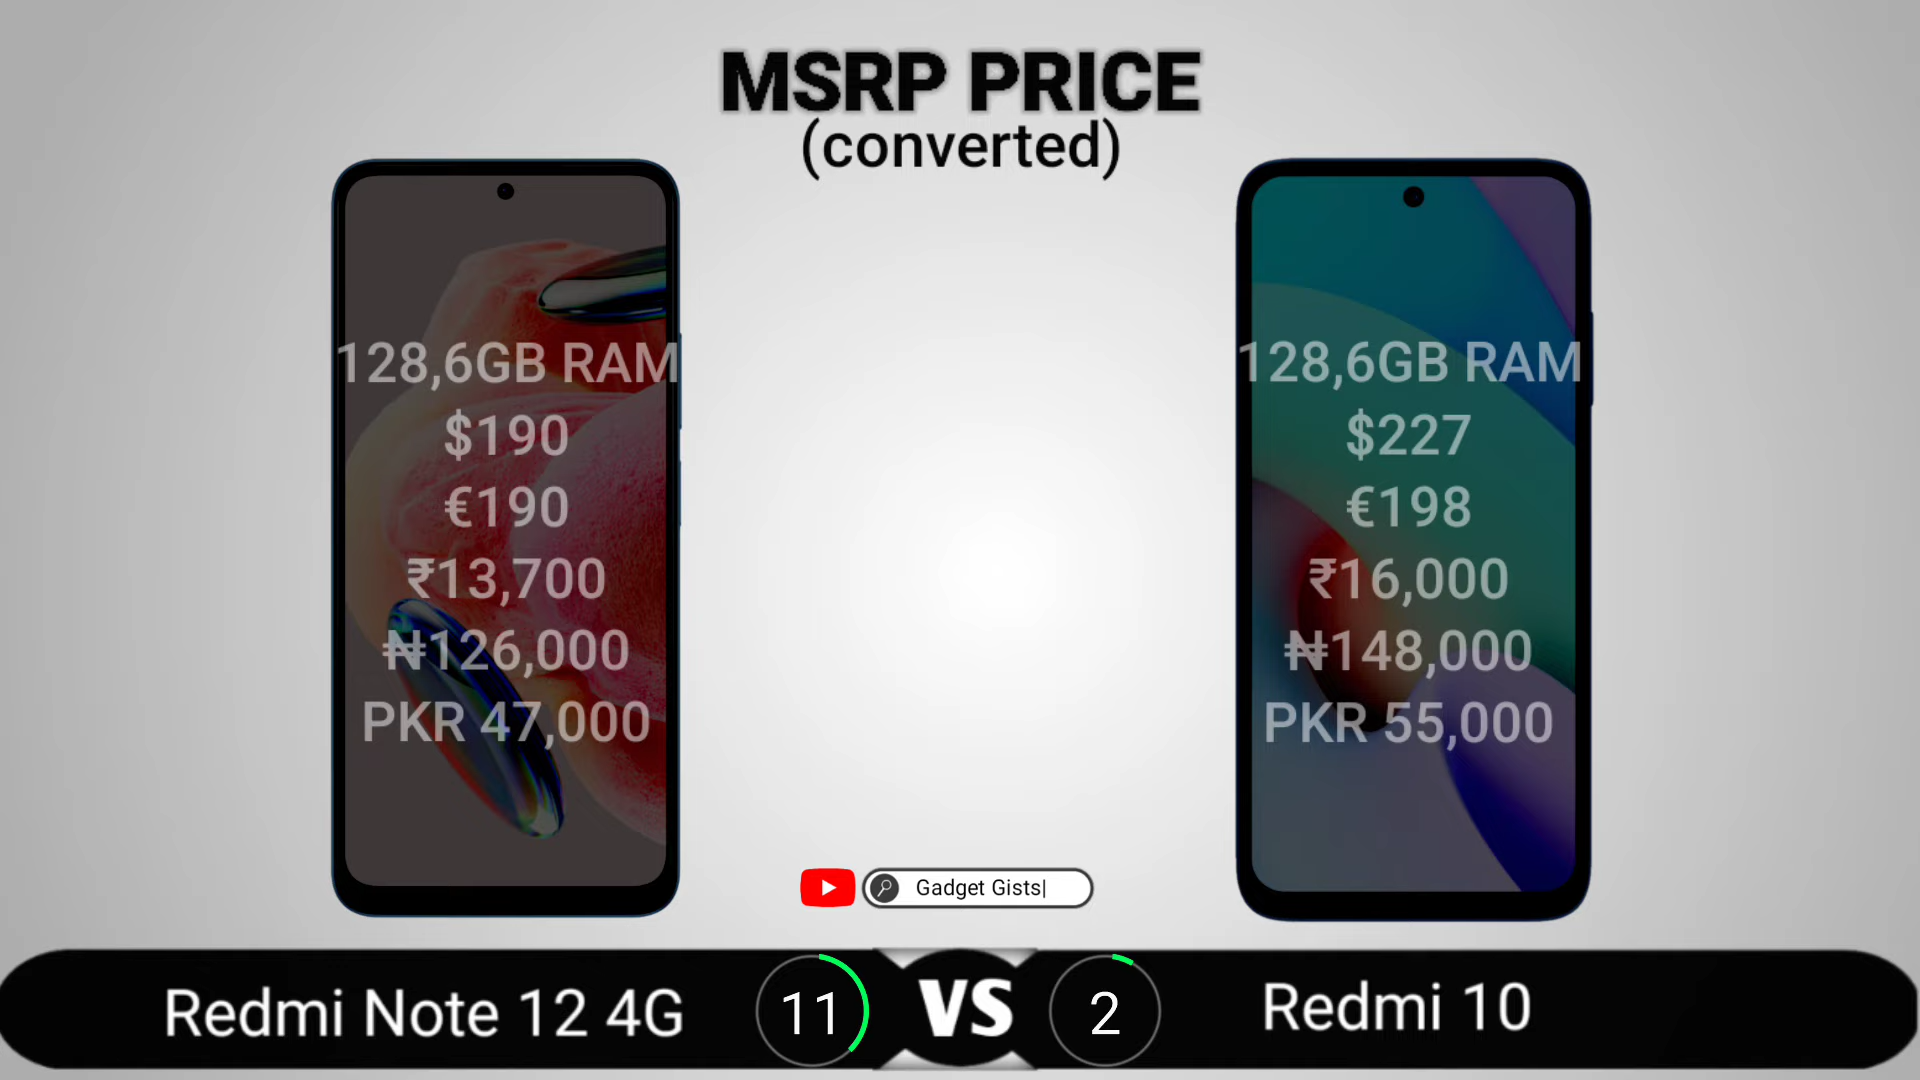 MSRP PRICE
(converted)
128,6GB RAM
$190
€190
₹13,700
₦126,000
PKR 47,000
128,6GB RAM
$227
€198
₹16,000
₦148,000
PKR 55,000
Gadget Gists|
Redmi Note 12 4G
11
VS
2
Redmi 10